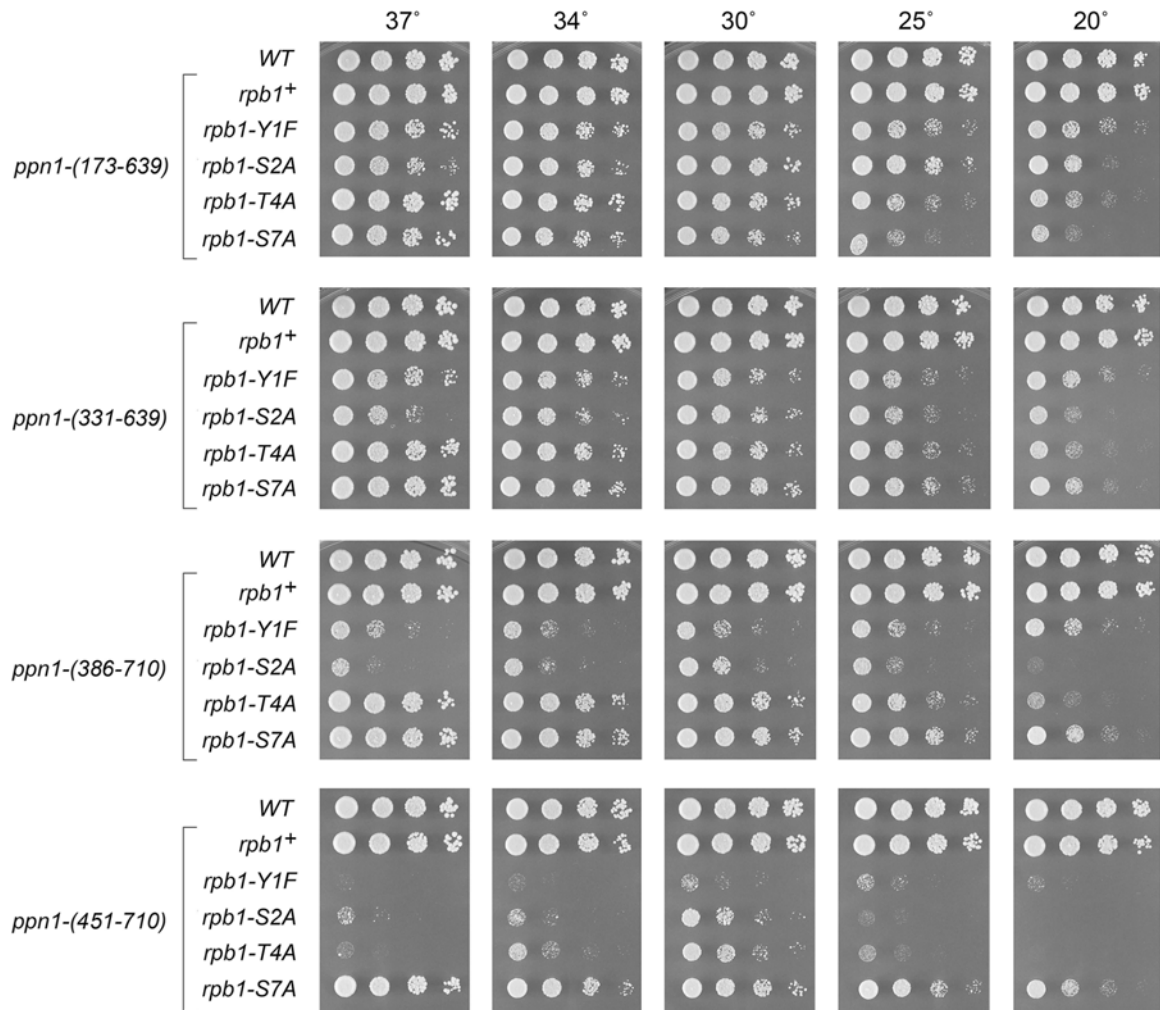 37° 34° 30° 25° 20°
WT
rpb1+
rpb1-Y1F
ppn1-(173-639)
rpb1-S2A
rpb1-T4A
rpb1-S7A
WT
rpb1+
rpb1-Y1F
ppn1-(331-639)
rpb1-S2A
rpb1-T4A
rpb1-S7A
WT
rpb1+
rpb1-Y1F
ppn1-(386-710)
rpb1-S2A
rpb1-T4A
rpb1-S7A
WT
rpb1+
rpb1-Y1F
ppn1-(451-710)
rpb1-S2A
rpb1-T4A
rpb1-S7A